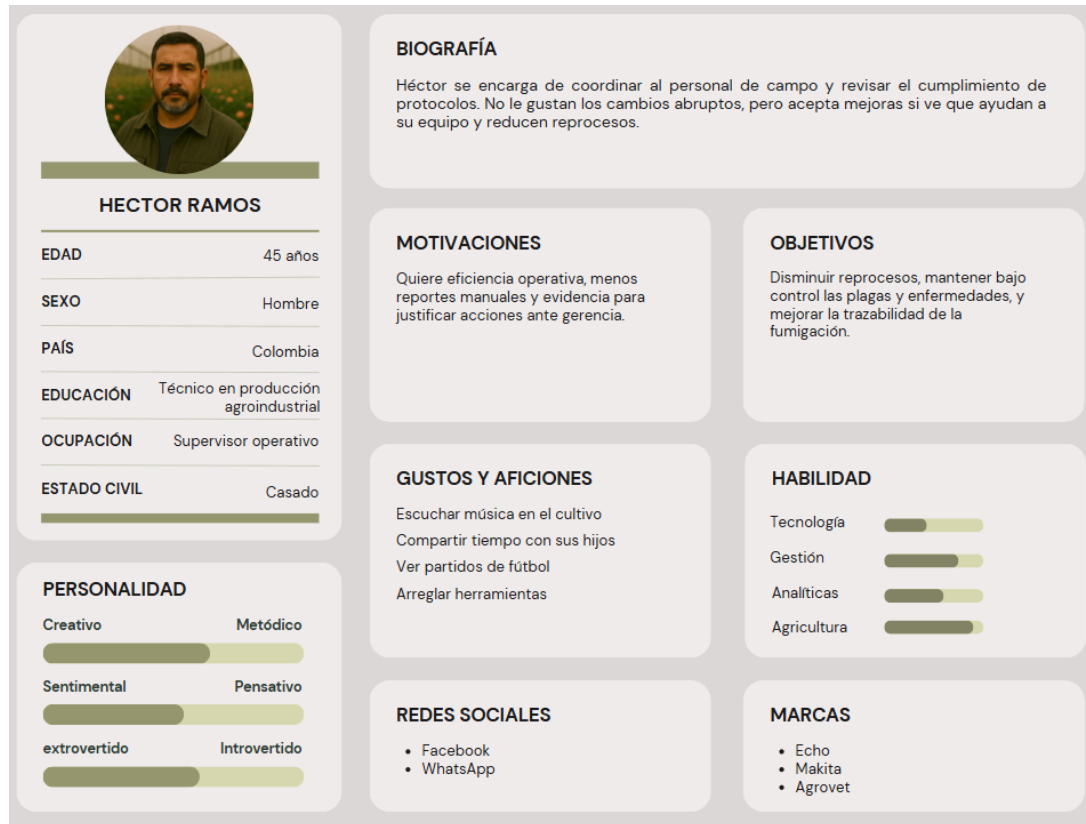 HECTOR RAMOS
EDAD
45 años
SEXO
Hombre
PAÍS
Colombia
EDUCACIÓN
Técnico en producción
agroindustrial
OCUPACIÓN
Supervisor operativo
ESTADO CIVIL
Casado
PERSONALIDAD
Creativo
Metódico
Sentimental
Pensativo
extrovertido
Introvertido
BIOGRAFÍA
Héctor se encarga de coordinar al personal de campo y revisar el cumplimiento de
protocolos. No le gustan los cambios abruptos, pero acepta mejoras si ve que ayudan a
su equipo y reducen reprocesos.
MOTIVACIONES
Quiere eficiencia operativa, menos
reportes manuales y evidencia para
justificar acciones ante gerencia.
OBJETIVOS
Disminuir reprocesos, mantener bajo
control las plagas y enfermedades, y
mejorar la trazabilidad de la
fumigación.
GUSTOS Y AFICIONES
Escuchar música en el cultivo
Compartir tiempo con sus hijos
Ver partidos de fútbol
Arreglar herramientas
HABILIDAD
Tecnología
Gestión
Analíticas
Agricultura
REDES SOCIALES
• Facebook
• WhatsApp
MARCAS
• Echo
• Makita
• Agrovet